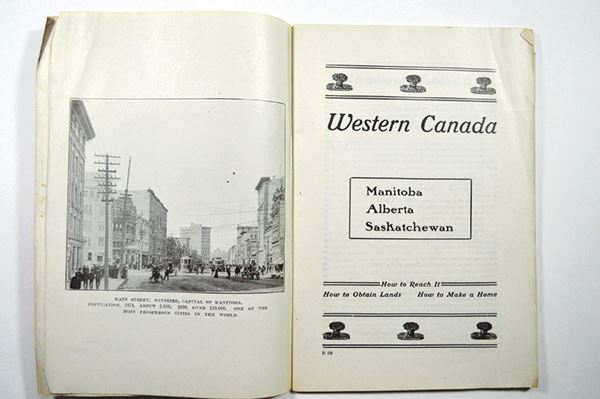 MAIN STREET, WINNIPEG, CAPITAL OF MANITOBA.
POPULATION, 1874, ABOUT 2,000; 1909, OVER 120,000, ONE OF THE
MOST PROSPEROUS CITIES IN THE WORLD.
Western Canada
Manitoba
Alberta
Saskatchewan
How to Reach It
How to Obtain Lands How to Make a Home